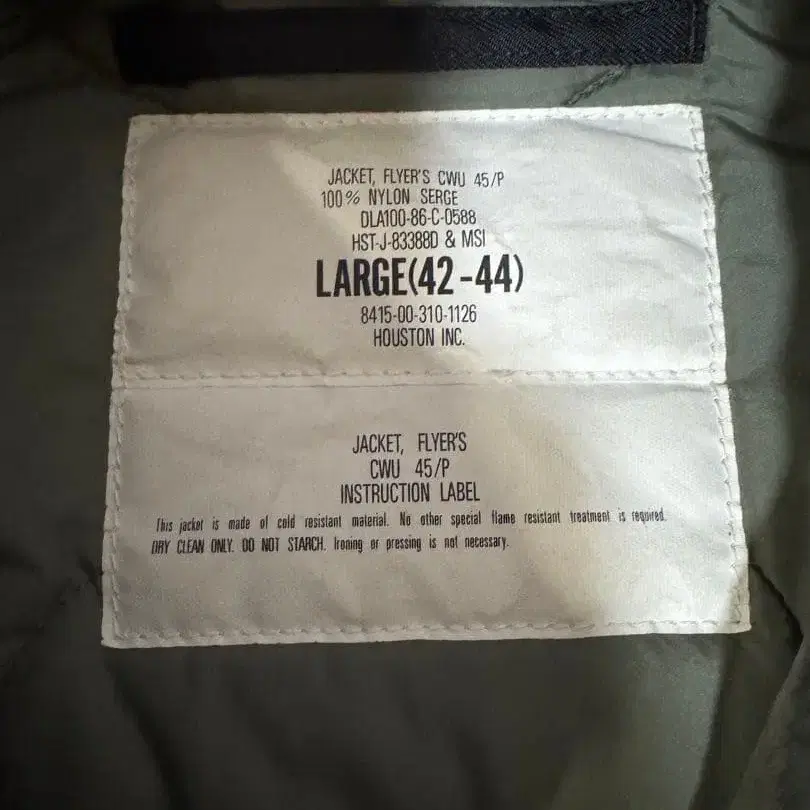 JACKET, FLYER'S CWU 45/P
100% NYLON SERGE
DLA100-86-C-0588
HST-J-83388D & MSI
LARGE(42-44)
8415-00-310-1126
HOUSTON INC.
JACKET, FLYER'S
CWU 45/P
INSTRUCTION LABEL
This jacket is made of cold resistant material. No other special flame resistant treatment is required.
DRY CLEAN ONLY. DO NOT STARCH. Ironing or pressing is not necessary.